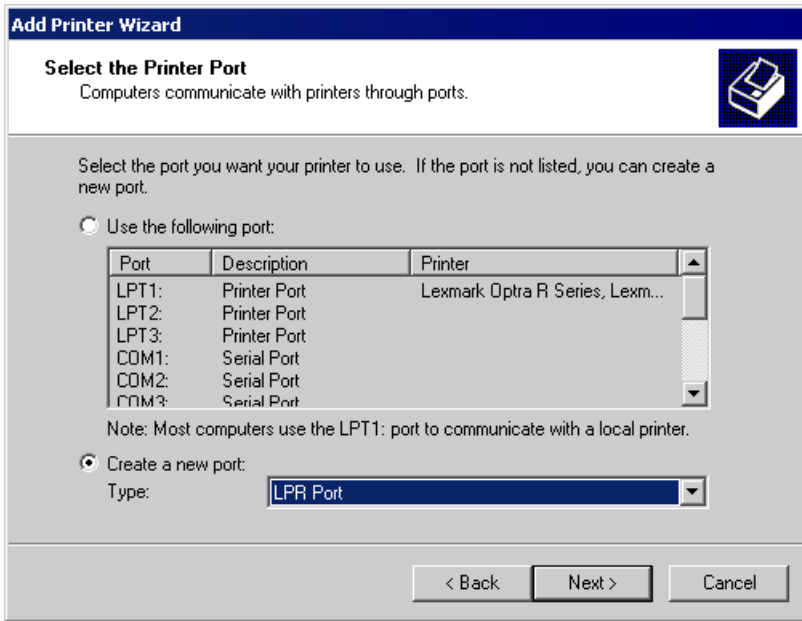 Add Printer Wizard
Select the Printer Port
Computers communicate with printers through ports.
Select the port you want your printer to use. If the port is not listed, you can create a
new port.
Use the following port:
Port Description Printer
LPT1: Printer Port Lexmark Optra R Series, Lexm...
LPT2: Printer Port
LPT3: Printer Port
COM1: Serial Port
COM2: Serial Port
COM3: Serial Port
Note: Most computers use the LPT1: port to communicate with a local printer.
Create a new port:
Type: LPR Port
< Back Next > Cancel